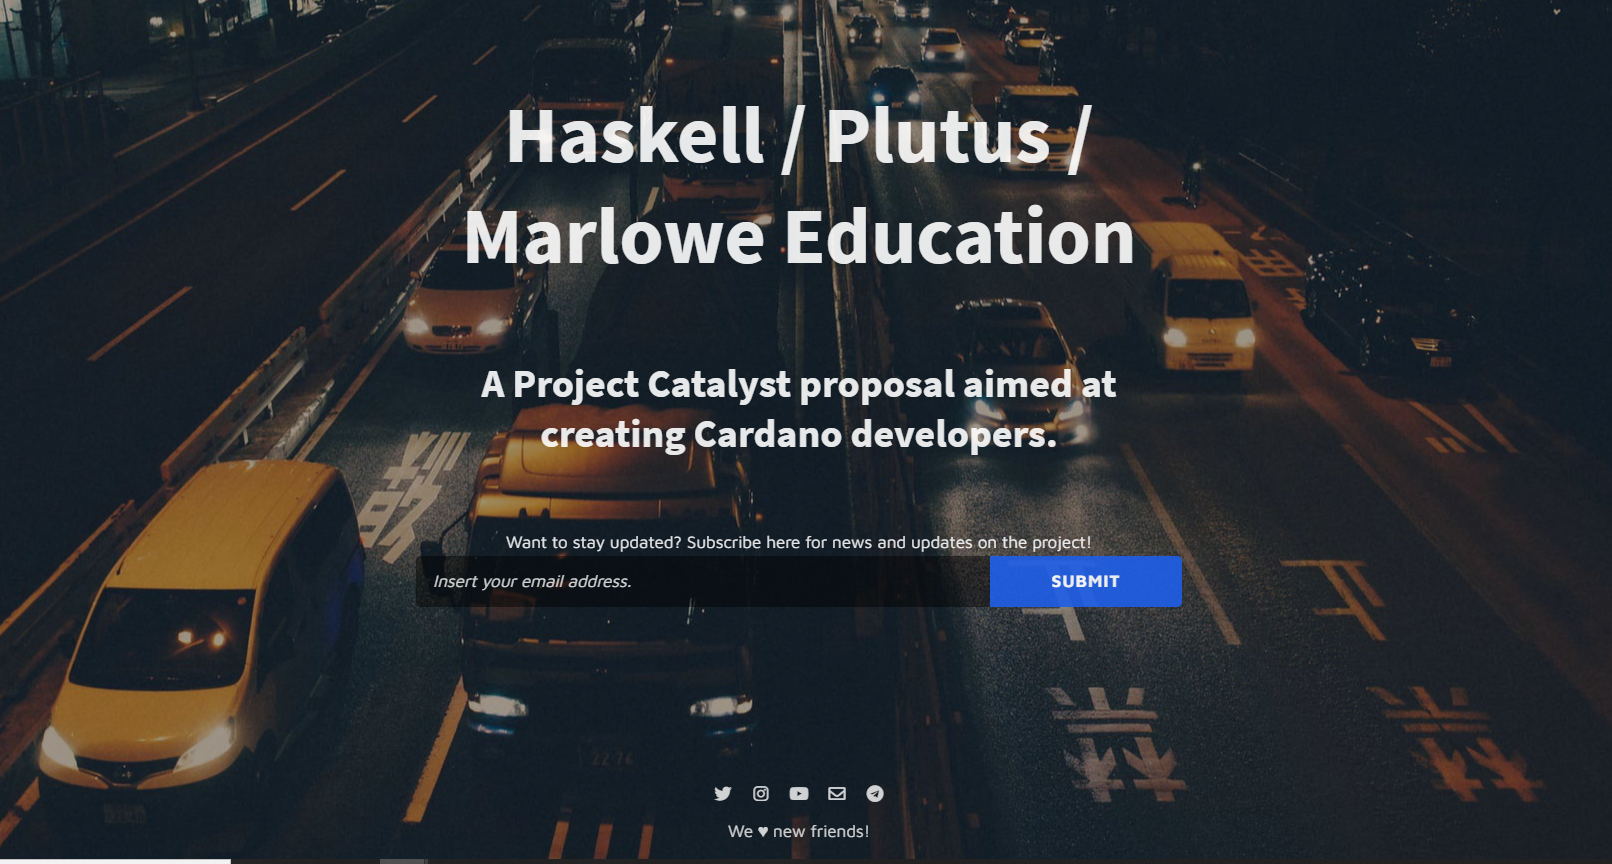 Haskell / Plutus /
Marlowe Education
A Project Catalyst proposal aimed at
creating Cardano developers.
Want to stay updated? Subscribe here for news and updates on the project!
Insert your email address.
SUBMIT
We ♥ new friends!